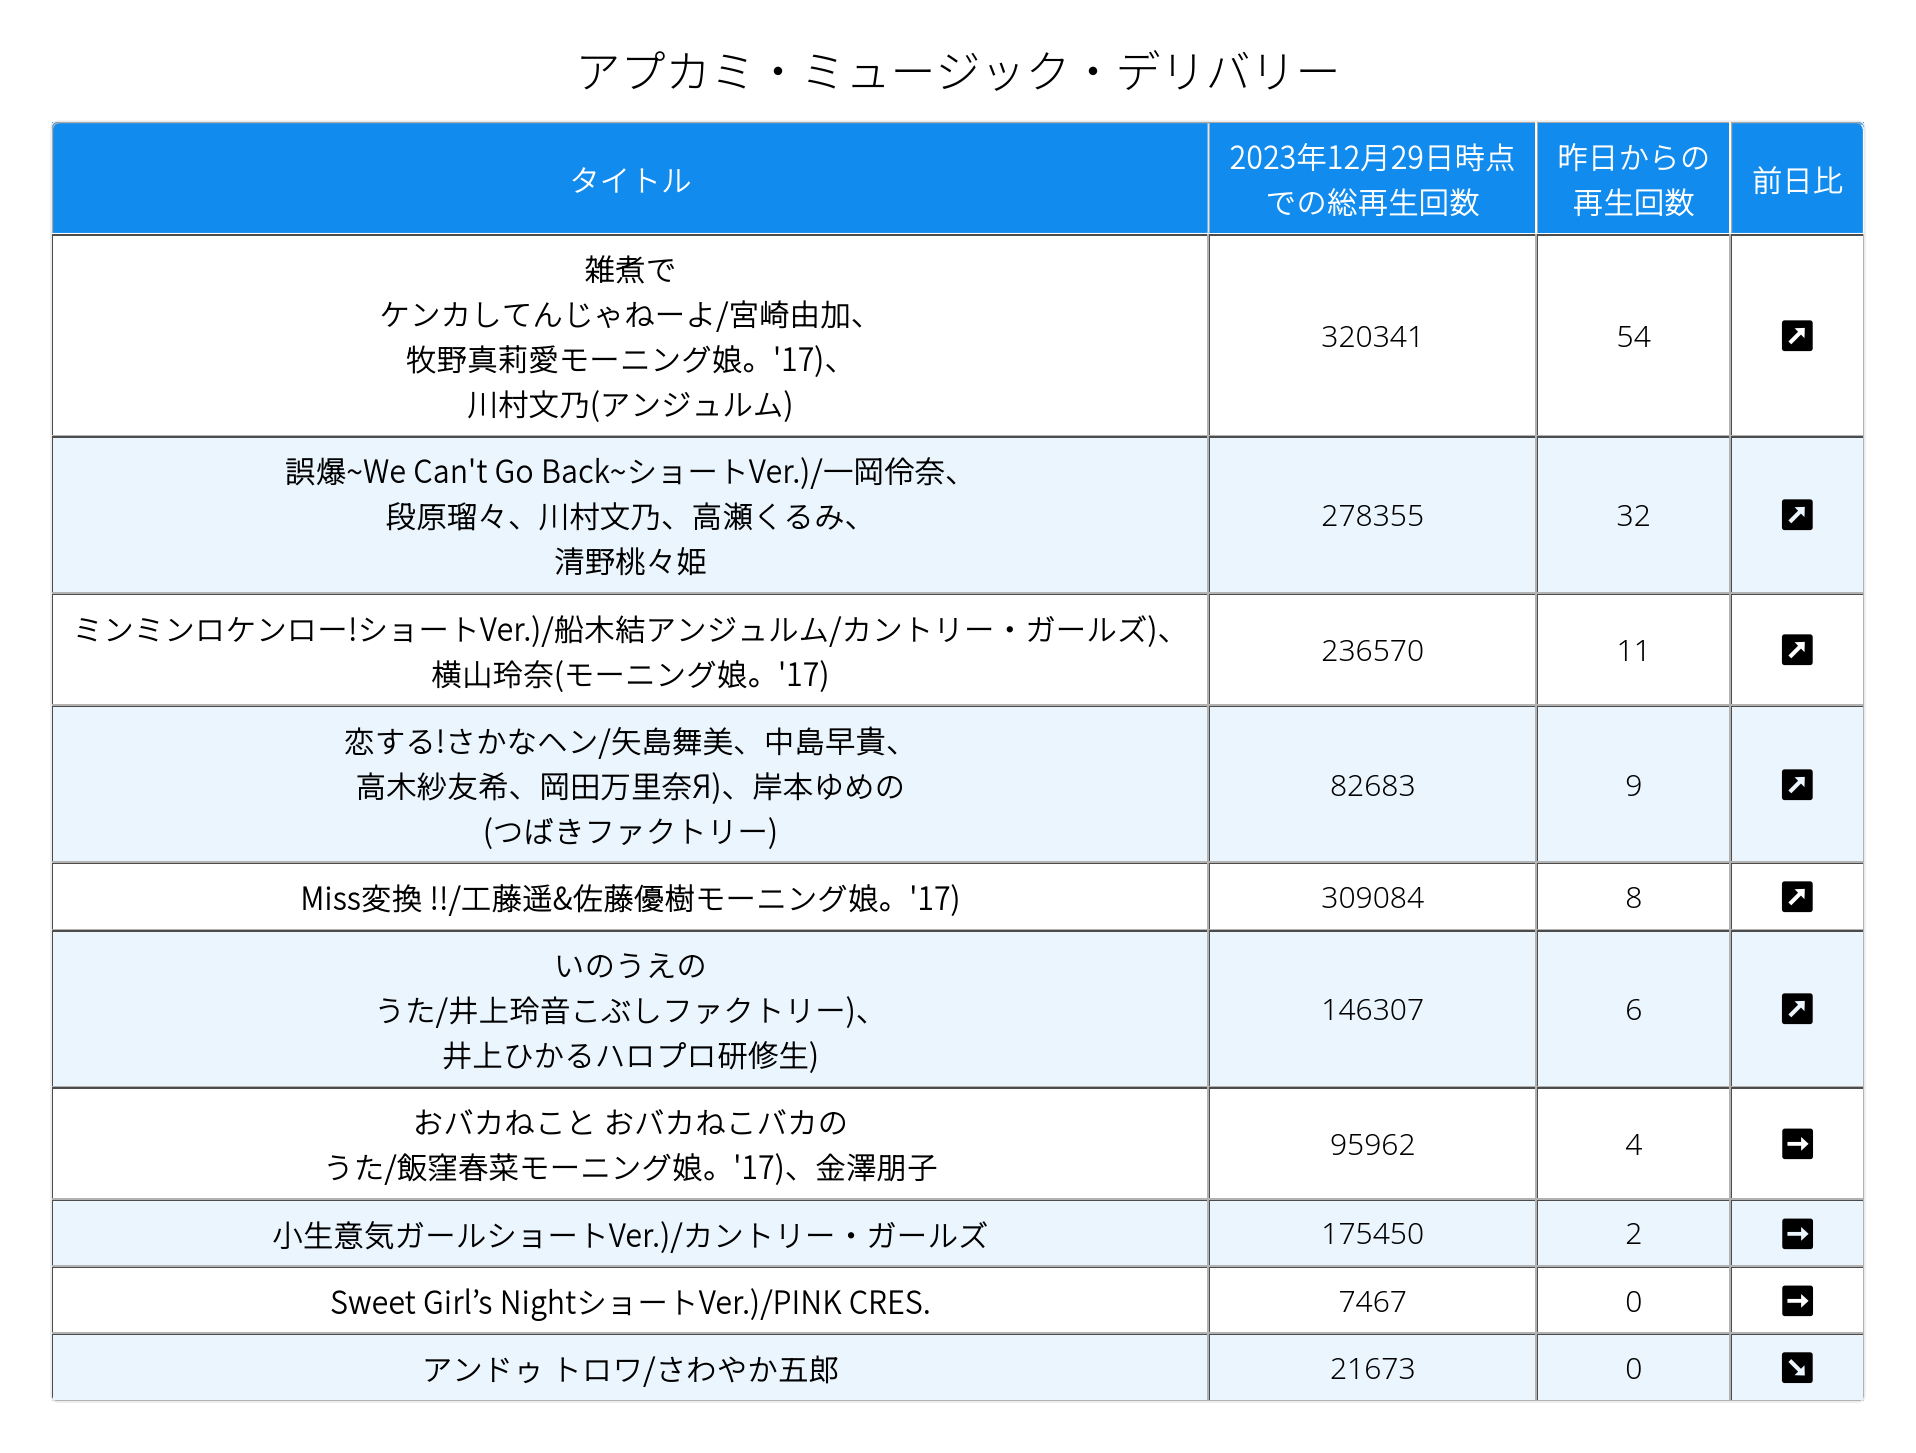 アプカミ・ミュージック・デリバリー
タイトル
2023年12月29日時点
での総再生回数
昨日からの
再生回数
前日比
雑煮で
ケンカしてんじゃねーよ/宮崎由加、
牧野真莉愛モーニング娘。'17)、
川村文乃(アンジュルム)
320341
54
誤爆~We Can't Go Back~ショートVer.)/一岡伶奈、
段原瑠々、川村文乃、高瀬くるみ、
清野桃々姫
278355
32
ミンミンロケンロー!ショートVer.)/船木結アンジュルム/カントリー・ガールズ)、
横山玲奈(モーニング娘。'17)
236570
11
恋する!さかなヘン/矢島舞美、中島早貴、
高木紗友希、岡田万里奈Я)、岸本ゆめの
(つばきファクトリー)
82683
9
Miss変換 !!/工藤遥&佐藤優樹モーニング娘。'17)
309084
8
いのうえの
うた/井上玲音こぶしファクトリー)、
井上ひかるハロプロ研修生)
146307
6
おバカねこと おバカねこバカの
うた/飯窪春菜モーニング娘。'17)、金澤朋子
95962
4
小生意気ガールショートVer.)/カントリー・ガールズ
175450
2
Sweet Girl’s NightショートVer.)/PINK CRES.
7467
0
アンドゥ トロワ/さわやか五郎
21673
0